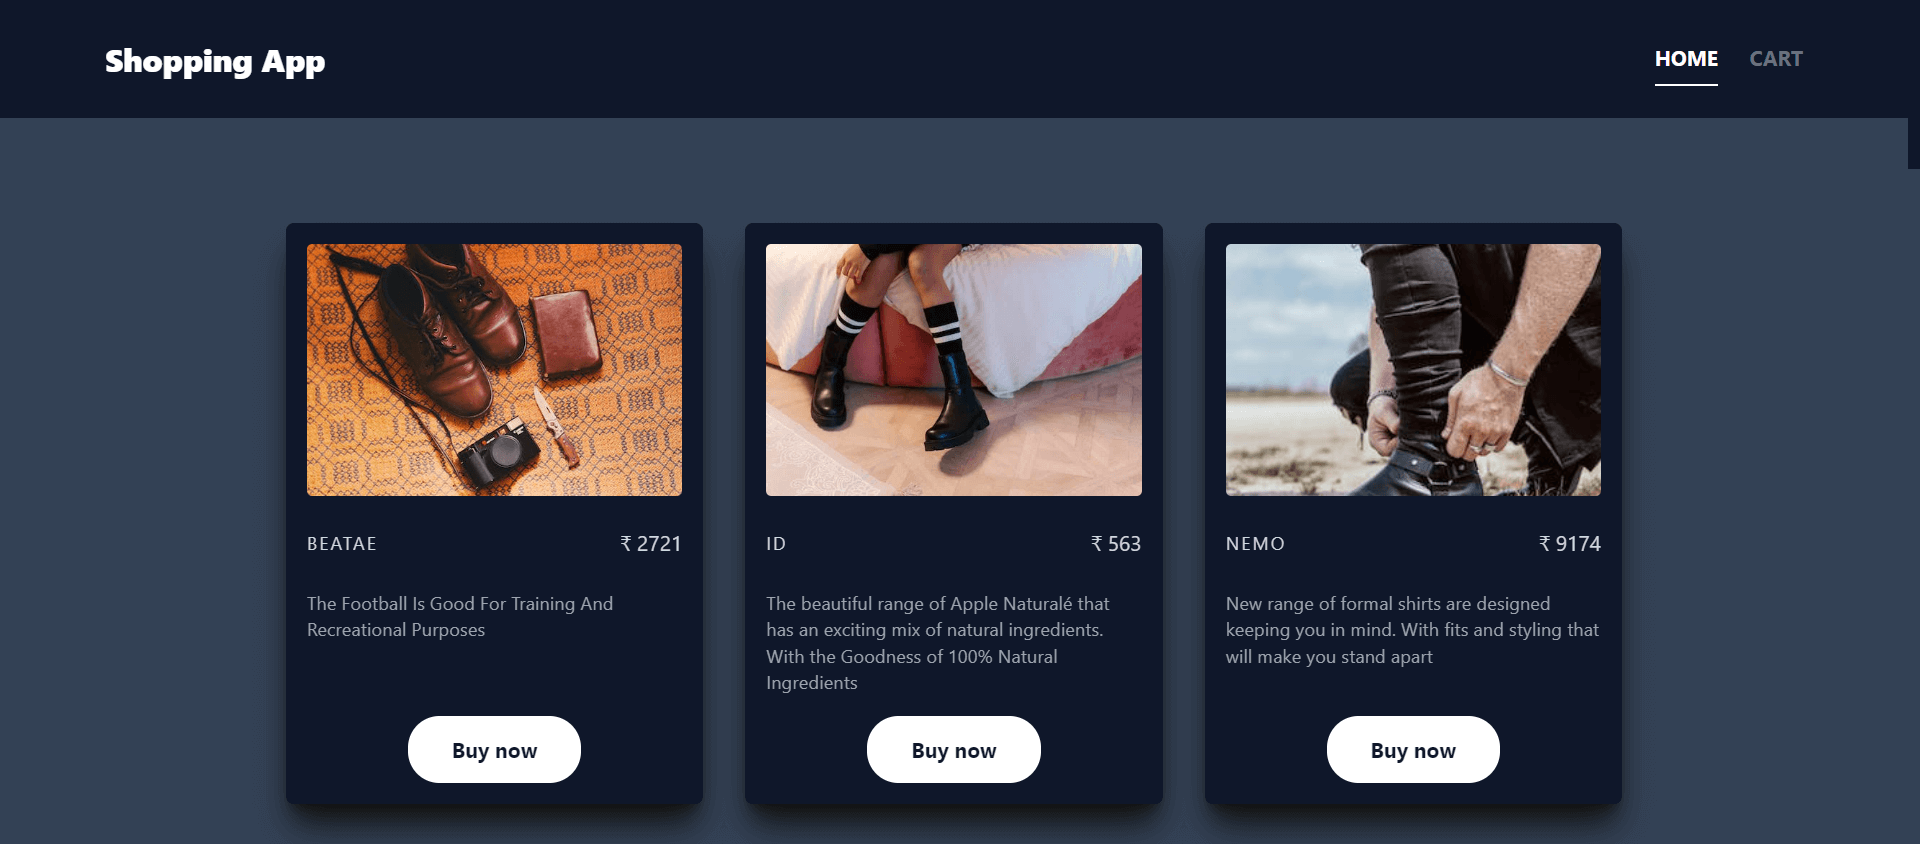 Shopping App
HOME
CART
BEATAE
₹ 2721
The Football Is Good For Training And
Recreational Purposes
Buy now
ID
₹ 563
The beautiful range of Apple Naturalé that
has an exciting mix of natural ingredients.
With the Goodness of 100% Natural
Ingredients
Buy now
NEMO
₹ 9174
New range of formal shirts are designed
keeping you in mind. With fits and styling that
will make you stand apart
Buy now